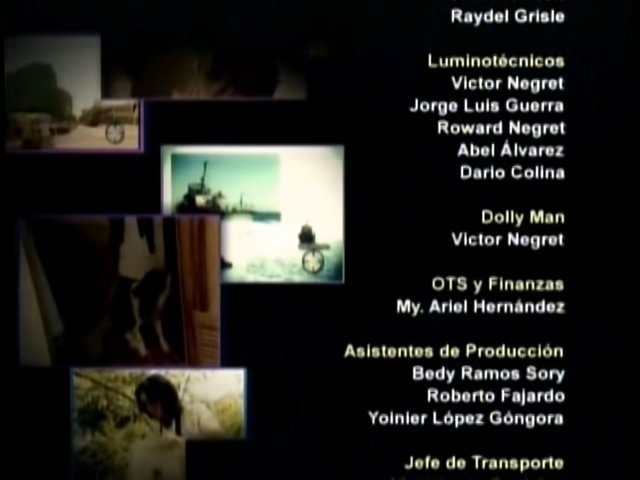 Raydel Grisle
Luminotécnicos
Victor Negret
Jorge Luis Guerra
Roward Negret
Abel Álvarez
Dario Colina
Dolly Man
Victor Negret
OTS y Finanzas
My. Ariel Hernández
Asistentes de Producción
Bedy Ramos Sory
Roberto Fajardo
Yoinier López Góngora
Jefe de Transporte